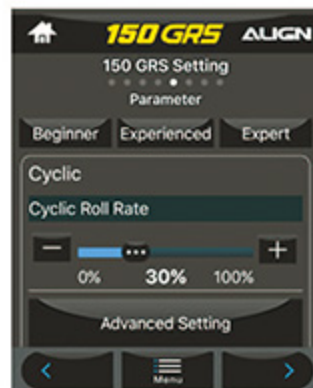 150 GRS ALIGN
150 GRS Setting
Parameter
Beginner Experienced Expert
Cyclic
Cyclic Roll Rate
0% 30% 100%
Advanced Setting
Menu